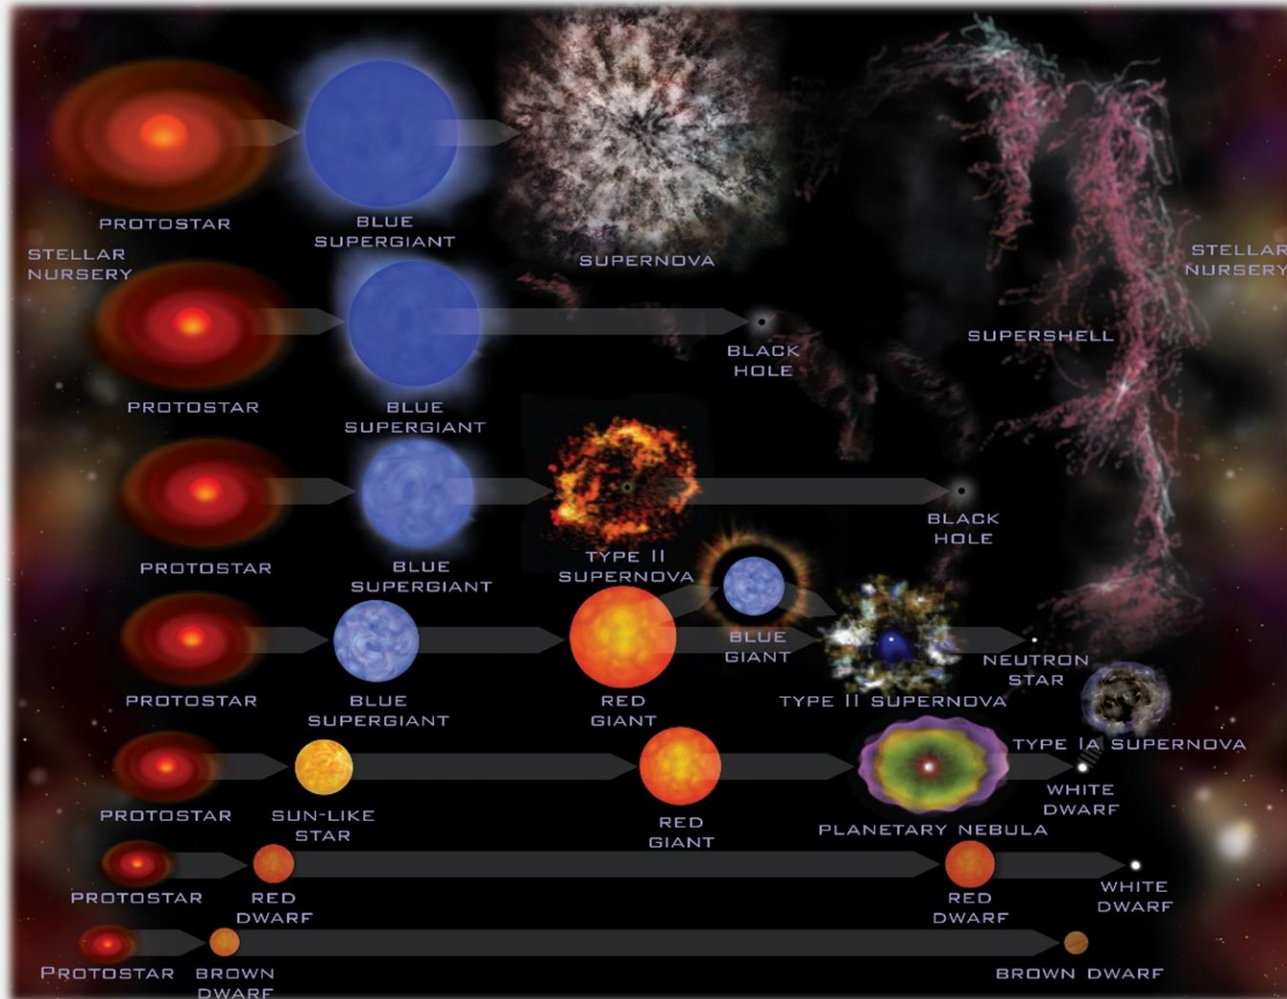 PROTOSTAR
BLUE
SUPERGIANT
SUPERNOVA
STELLAR
NURSERY
STELLAR
NURSERY
PROTOSTAR
BLUE
SUPERGIANT
BLACK
HOLE
SUPERSHELL
PROTOSTAR
BLUE
SUPERGIANT
TYPE II
SUPERNOVA
BLACK
HOLE
PROTOSTAR
BLUE
SUPERGIANT
RED
GIANT
BLUE
GIANT
TYPE II SUPERNOVA
NEUTRON
STAR
TYPE IA SUPERNOVA
PROTOSTAR
SUN-LIKE
STAR
RED
GIANT
PLANETARY NEBULA
WHITE
DWARF
PROTOSTAR
RED
DWARF
RED
DWARF
WHITE
DWARF
PROTOSTAR
BROWN
DWARF
BROWN DWARF